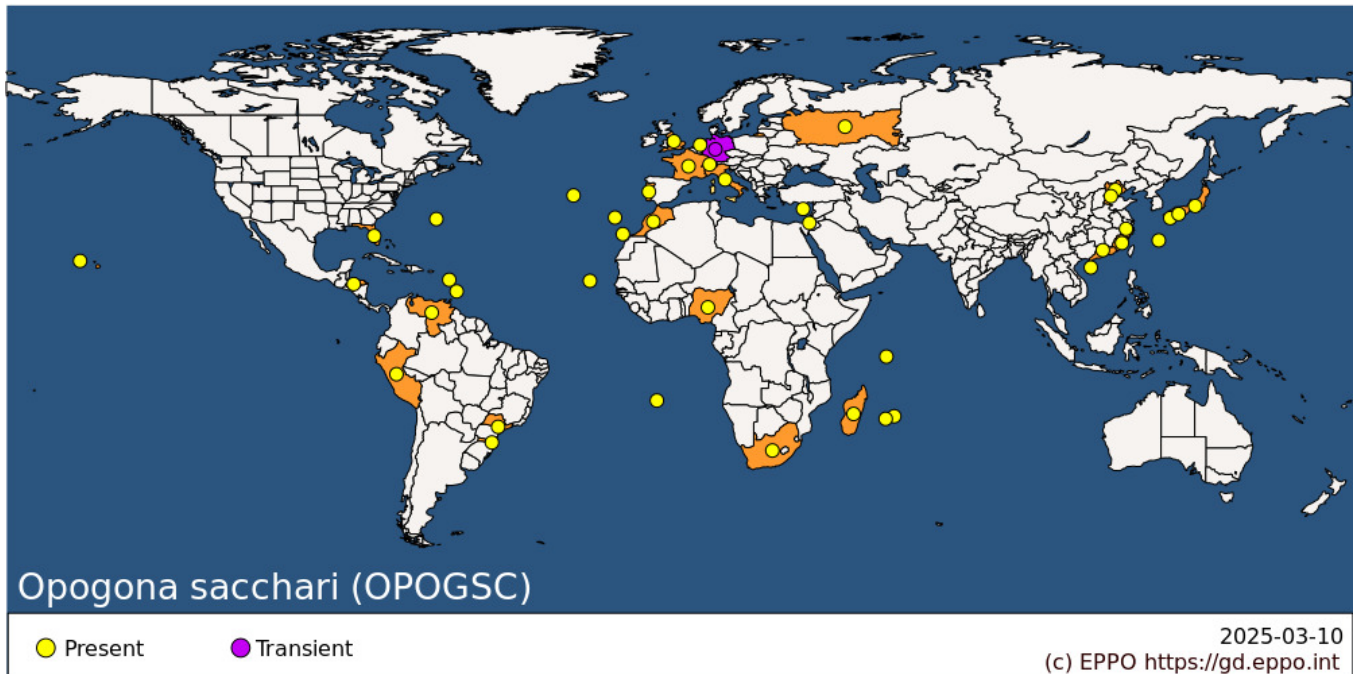 Opogona sacchari (OPOGSC)
Present
Transient
2025-03-10
(c) EPPO https://gd.eppo.int